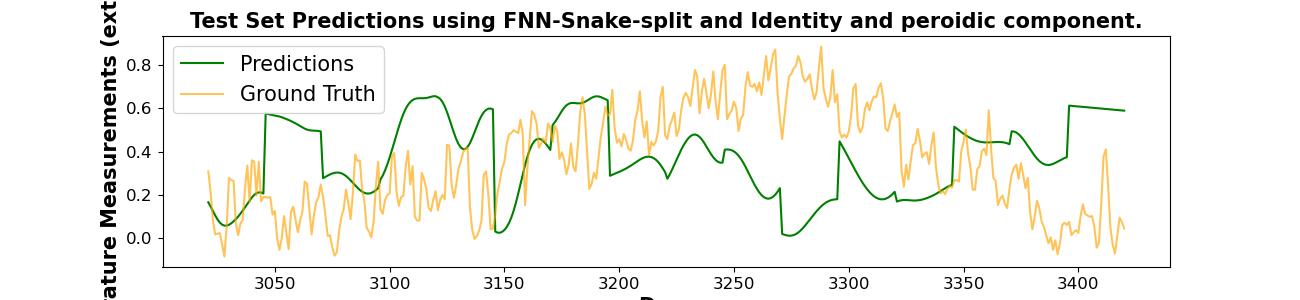 Test Set Predictions using FNN-Snake-split and Identity and peroidic component.
Predictions
Ground Truth
Measurements
0.8
0.6
0.4
0.2
0.0
3050 3100 3150 3200 3250 3300 3350 3400